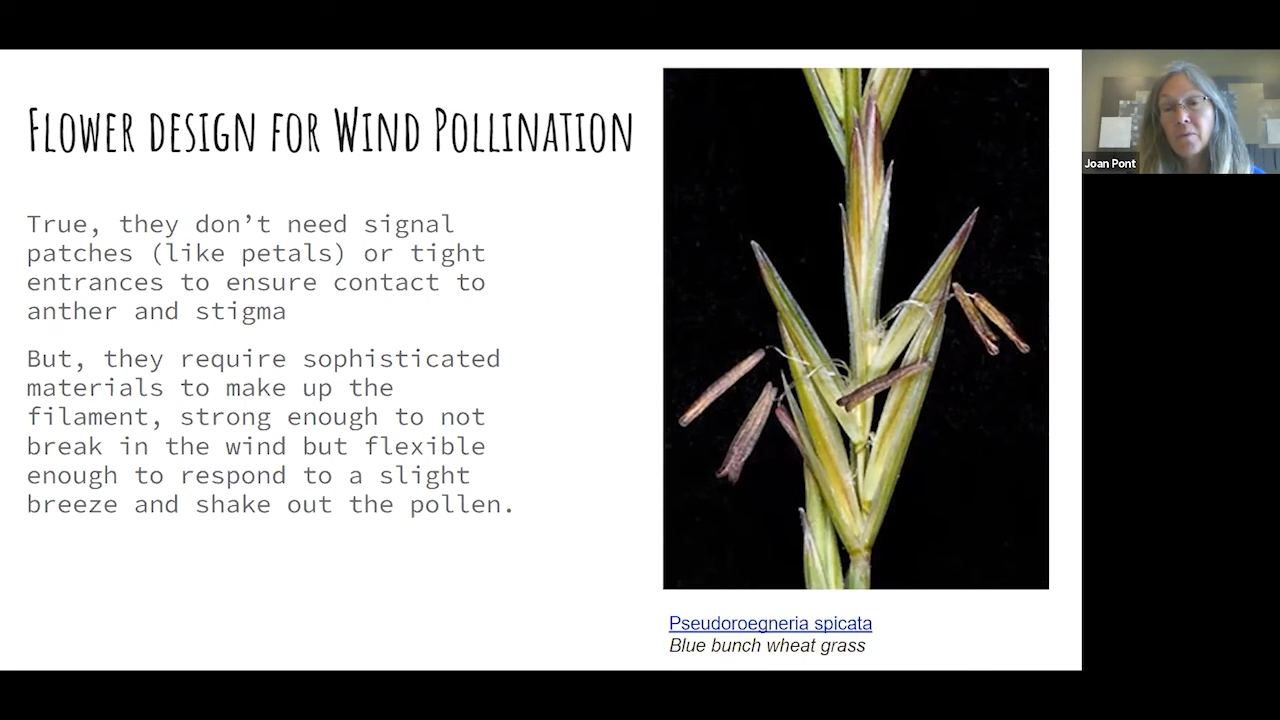 Flower design for Wind Pollination
True, they don't need signal
patches (like petals) or tight
entrances to ensure contact to
anther and stigma
But, they require sophisticated
materials to make up the
filament, strong enough to not
break in the wind but flexible
enough to respond to a slight
breeze and shake out the pollen.
Pseudoroegneria spicata
Blue bunch wheat grass
Joan Pont